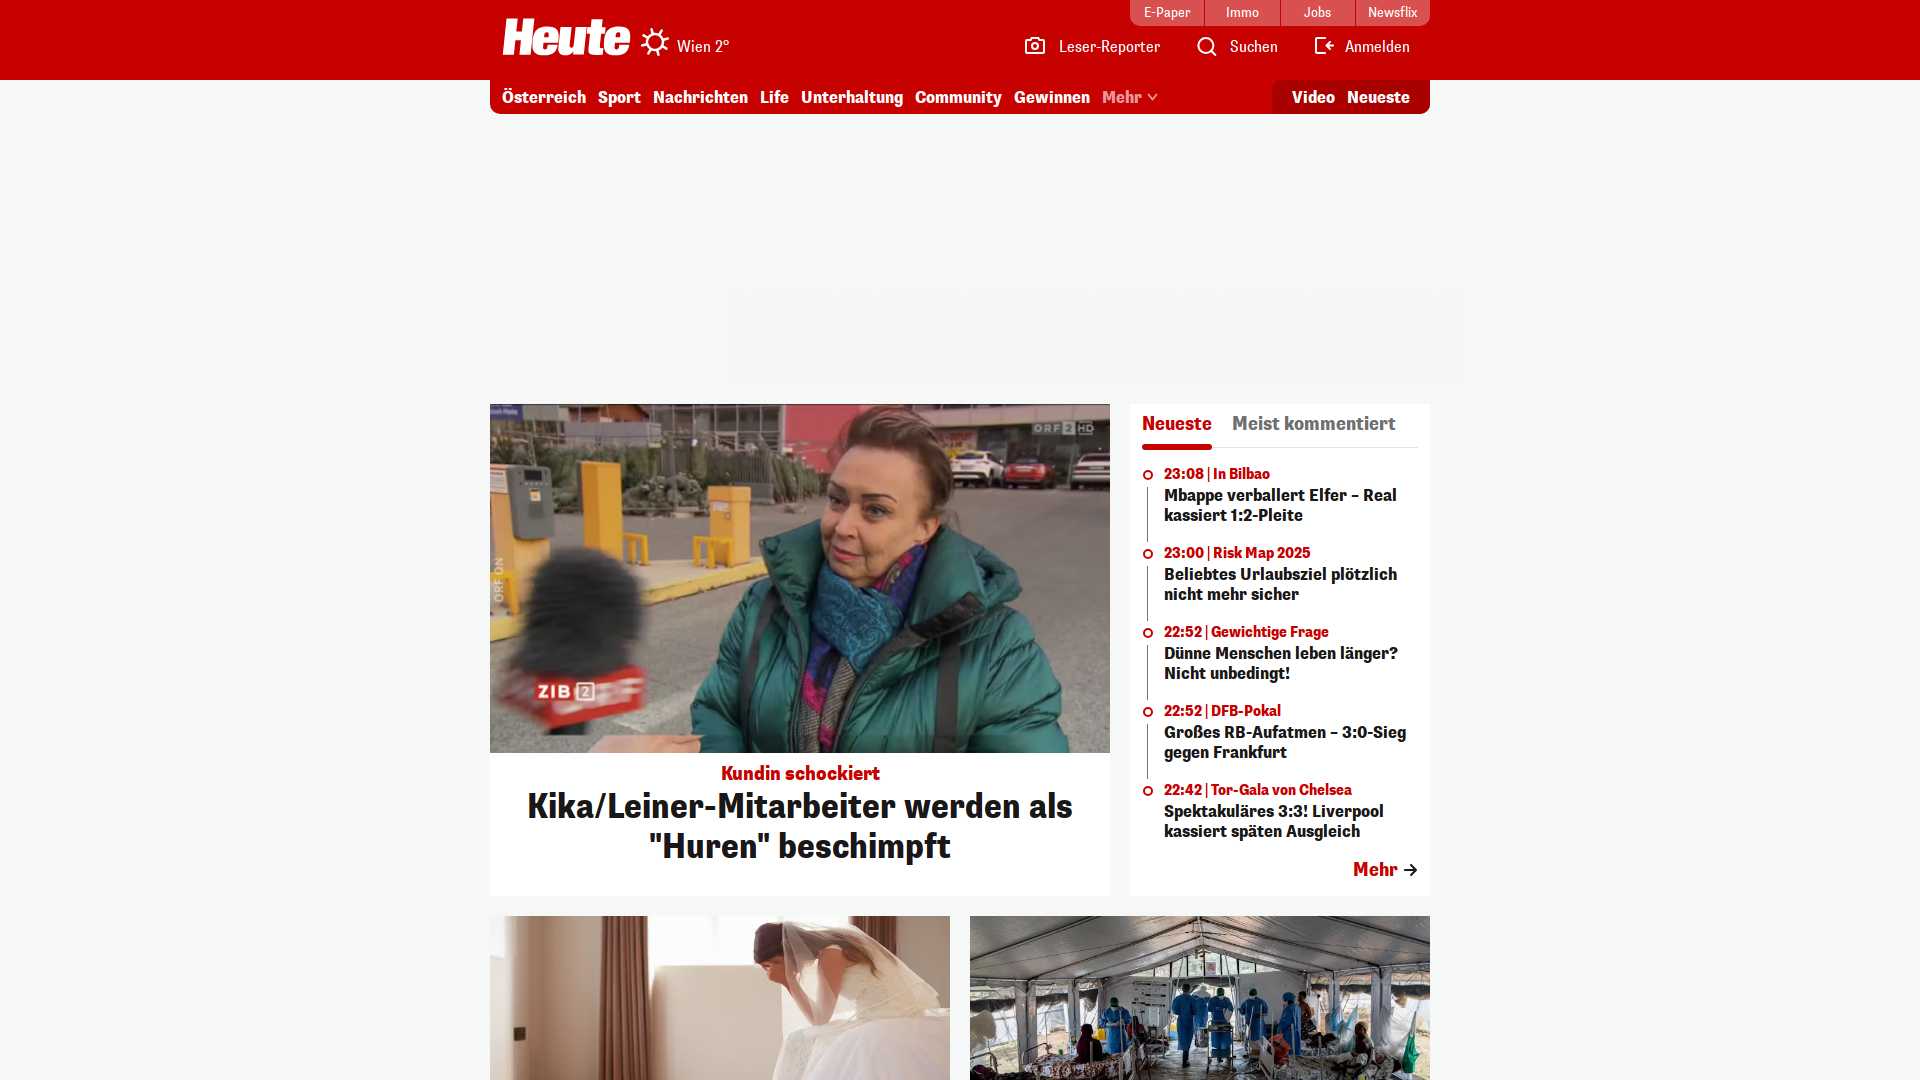 E-Paper
Immo
Jobs
Newsflix
Heute
Wien 2°
Leser-Reporter
Suchen
Anmelden
Österreich
Sport
Nachrichten
Life
Unterhaltung
Community
Gewinnen
Mehr
Video
Neueste
ORF 2 HD
ORF ON
ZIB 2
Kundin schockiert
Kika/Leiner-Mitarbeiter werden als
"Huren" beschimpft
Neueste
Meist kommentiert
23:08 | In Bilbao
Mbappe verballert Elfer – Real
kassiert 1:2-Pleite
23:00 | Risk Map 2025
Beliebtes Urlaubsziel plötzlich
nicht mehr sicher
22:52 | Gewichtige Frage
Dünne Menschen leben länger?
Nicht unbedingt!
22:52 | DFB-Pokal
Großes RB-Aufatmen – 3:0-Sieg
gegen Frankfurt
22:42 | Tor-Gala von Chelsea
Spektakuläres 3:3! Liverpool
kassiert späten Ausgleich
Mehr